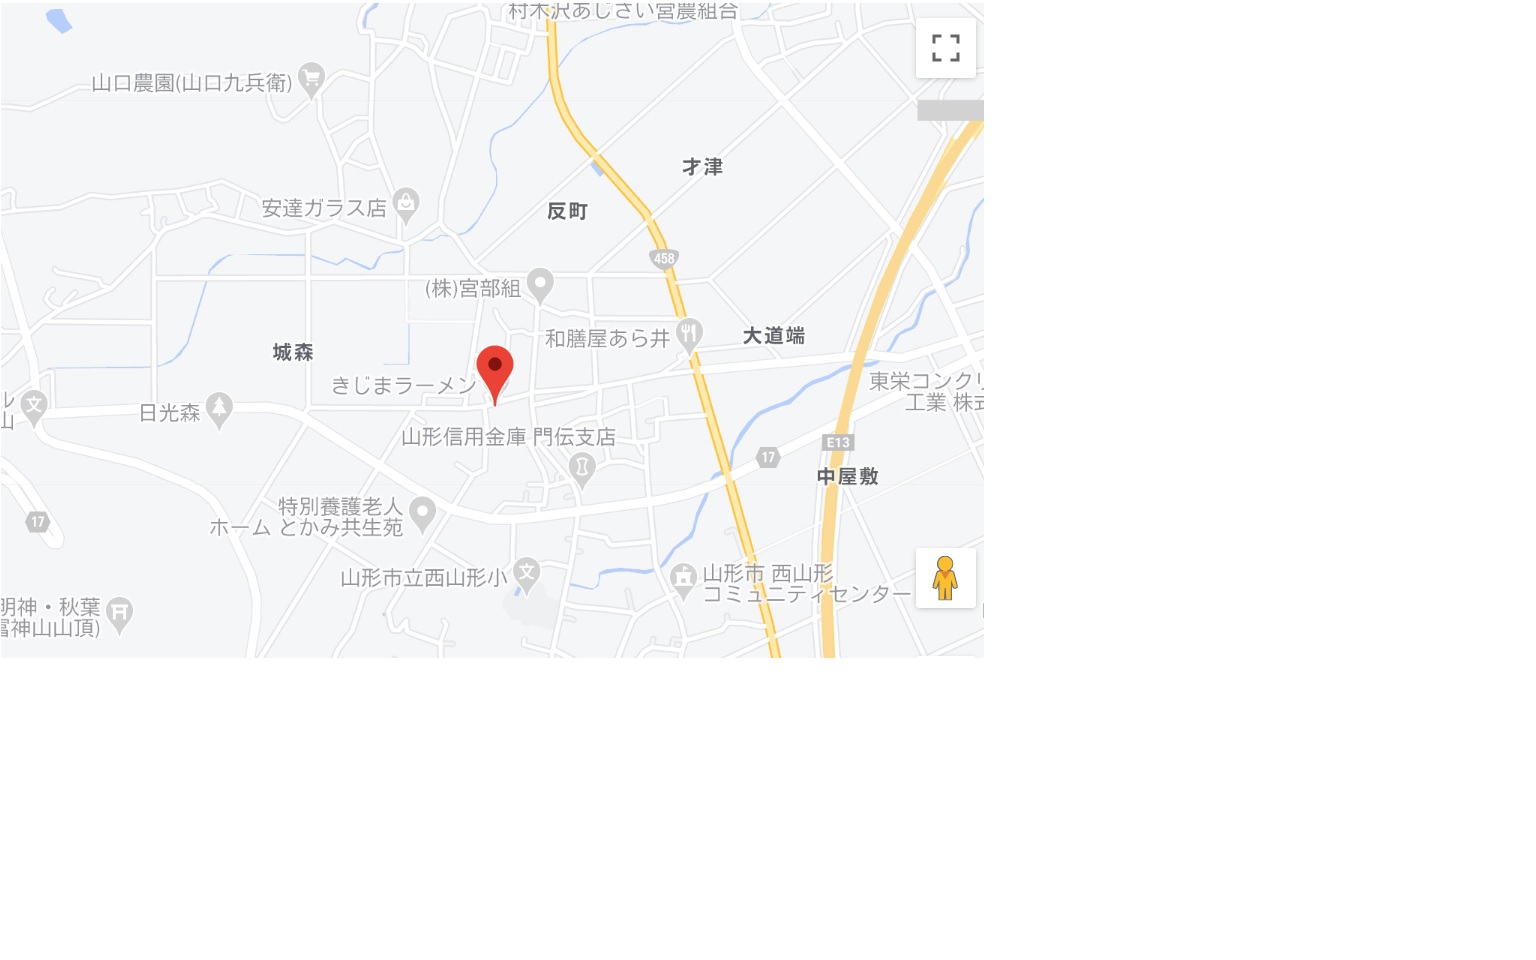 村木沢あじさい営農組合
山口農園(山口九兵衛)
才津
安達ガラス店
反町
458
(株)宮部組
和膳屋あら井
大道端
城森
きじまラーメン
東栄コンクリ
工業 株式
ル
山
日光森
山形信用金庫 門伝支店
E13
17
中屋敷
特別養護老人
ホーム とかみ共生苑
17
山形市立西山形小
文
文
山形市 西山形
コミュニティセンター
明神・秋葉
富神山山頂)